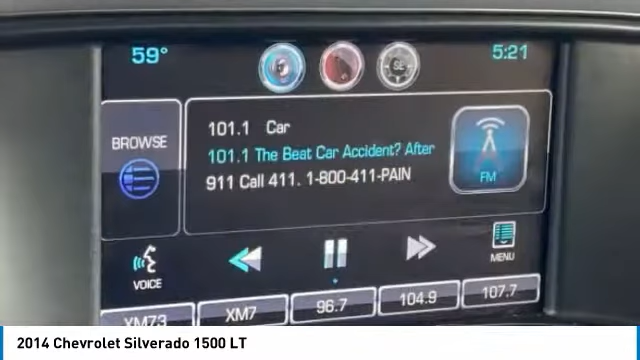 59° SE 5:21
BROWSE
101.1 Car
101.1 The Beat Car Accident? After
911 Call 411. 1-800-411-PAIN
FM
VOICE
MENU
XM73 XM7 96.7 104.9 107.7
2014 Chevrolet Silverado 1500 LT